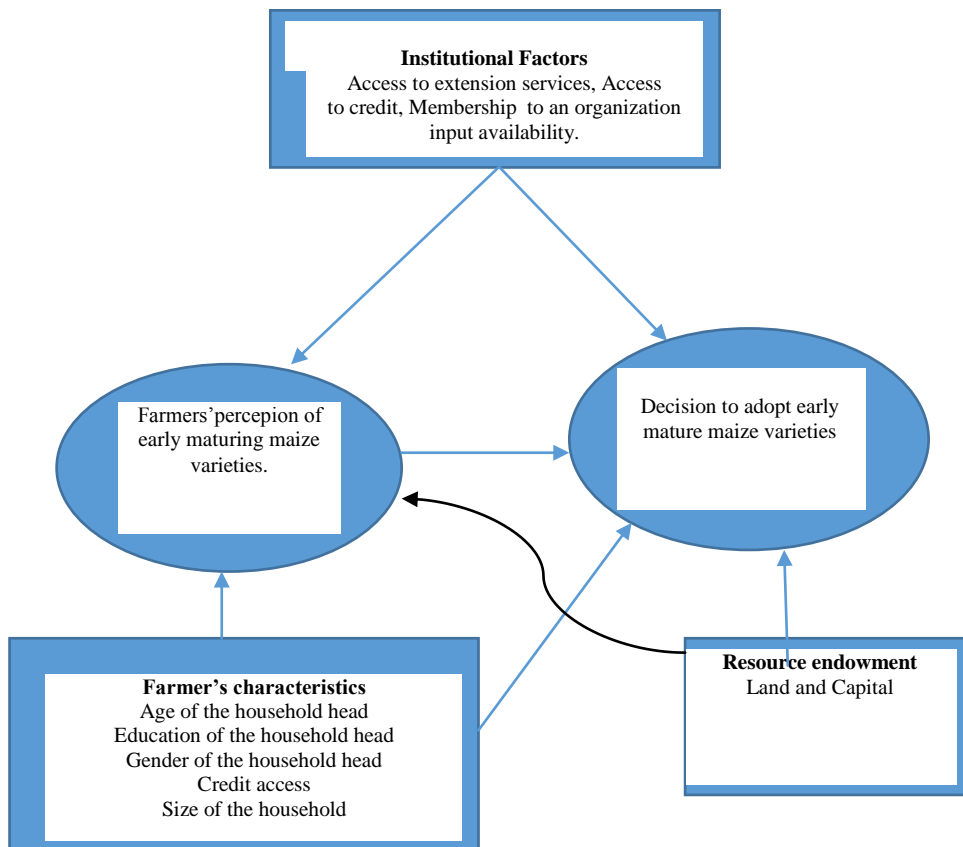 Institutional Factors
Access to extension services, Access
to credit, Membership to an organization
input availability.
Farmers'percepion of
early maturing maize
varieties.
Decision to adopt early
mature maize varieties
Farmer's characteristics
Age of the household head
Education of the household head
Gender of the household head
Credit access
Size of the household
Resource endowment
Land and Capital